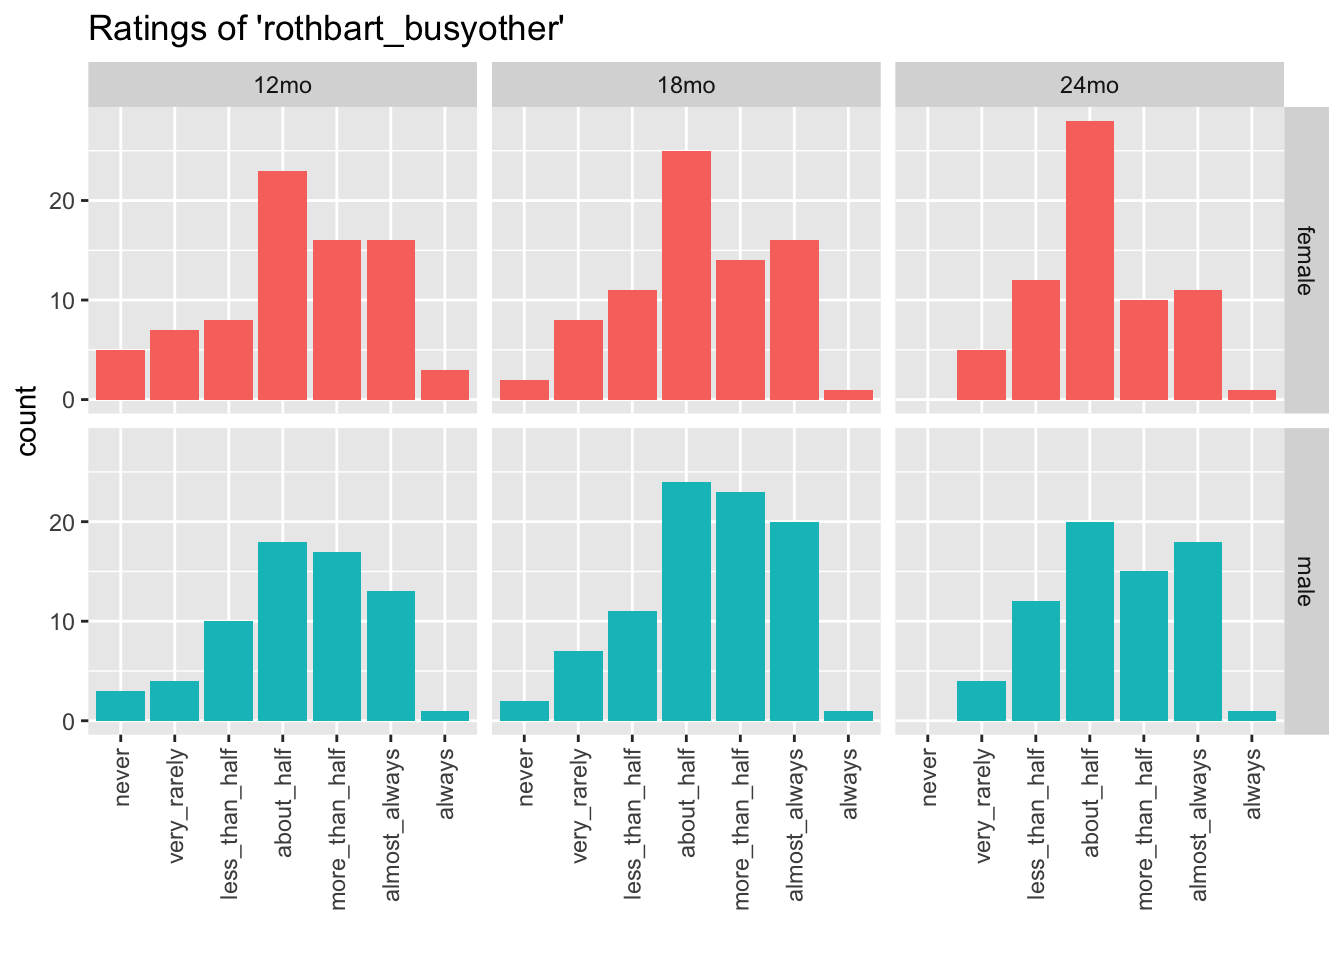 Ratings of 'rothbart_busyother'
12mo 18mo 24mo
count
20
10
0
female
20
10
0
male
never very_rarely less_than_half about_half more_than_half almost_always always never very_rarely less_than_half about_half more_than_half almost_always always never very_rarely less_than_half about_half more_than_half almost_always always